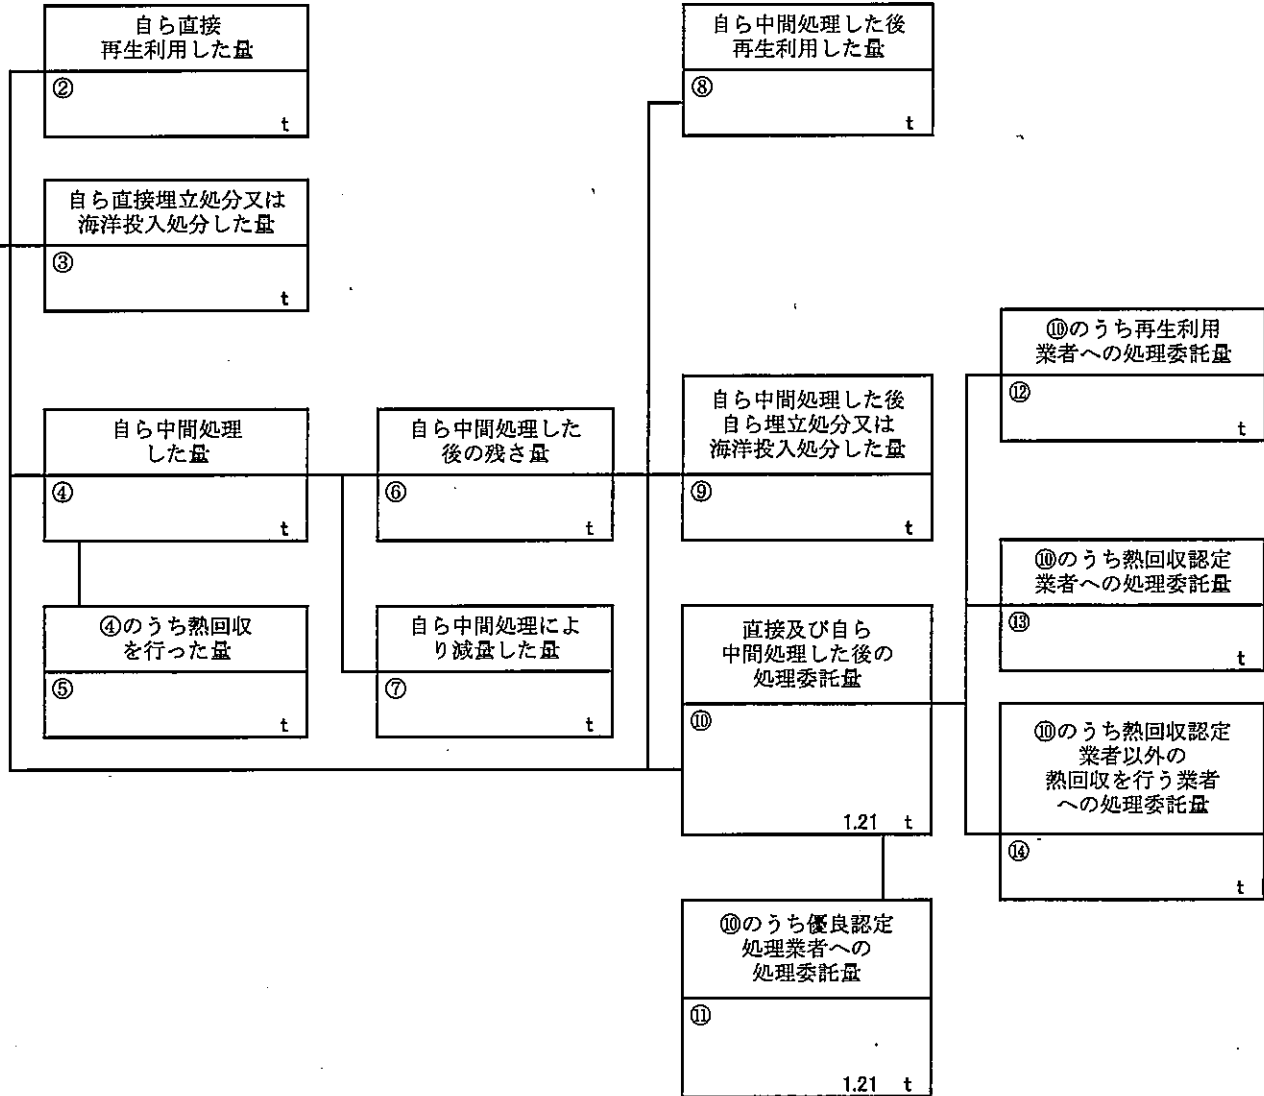 自ら直接
再生利用した量
②
t
自ら直接埋立処分又は
海洋投入処分した量
③
t
自ら中間処理
した量
④
t
④のうち熱回収
を行った量
⑤
t
自ら中間処理した
後の残さ量
⑥
t
自ら中間処理によ
り減量した量
⑦
t
自ら中間処理した後
再生利用した量
⑧
t
自ら中間処理した後
自ら埋立処分又は
海洋投入処分した量
⑨
t
直接及び自ら
中間処理した後の
処理委託量
⑩
1.21 t
⑩のうち優良認定
処理業者への
処理委託量
⑪
1.21 t
⑩のうち再生利用
業者への処理委託量
⑫
t
⑩のうち熱回収認定
業者への処理委託量
⑬
t
⑩のうち熱回収認定
業者以外の
熱回収を行う業者
への処理委託量
⑭
t